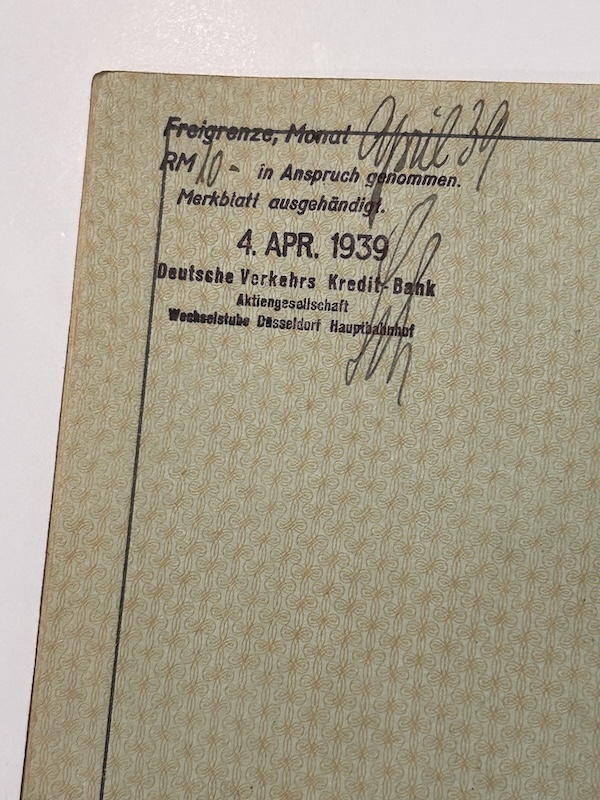 Freigrenze, Monat April 39
RM 10 - in Anspruch genommen.
Merkblatt ausgehändigt.
4. APR. 1939
Deutsche Verkehrs Kredit-Bank
Aktiengesellschaft
Wechselstube Düsseldorf Hauptbahnhof